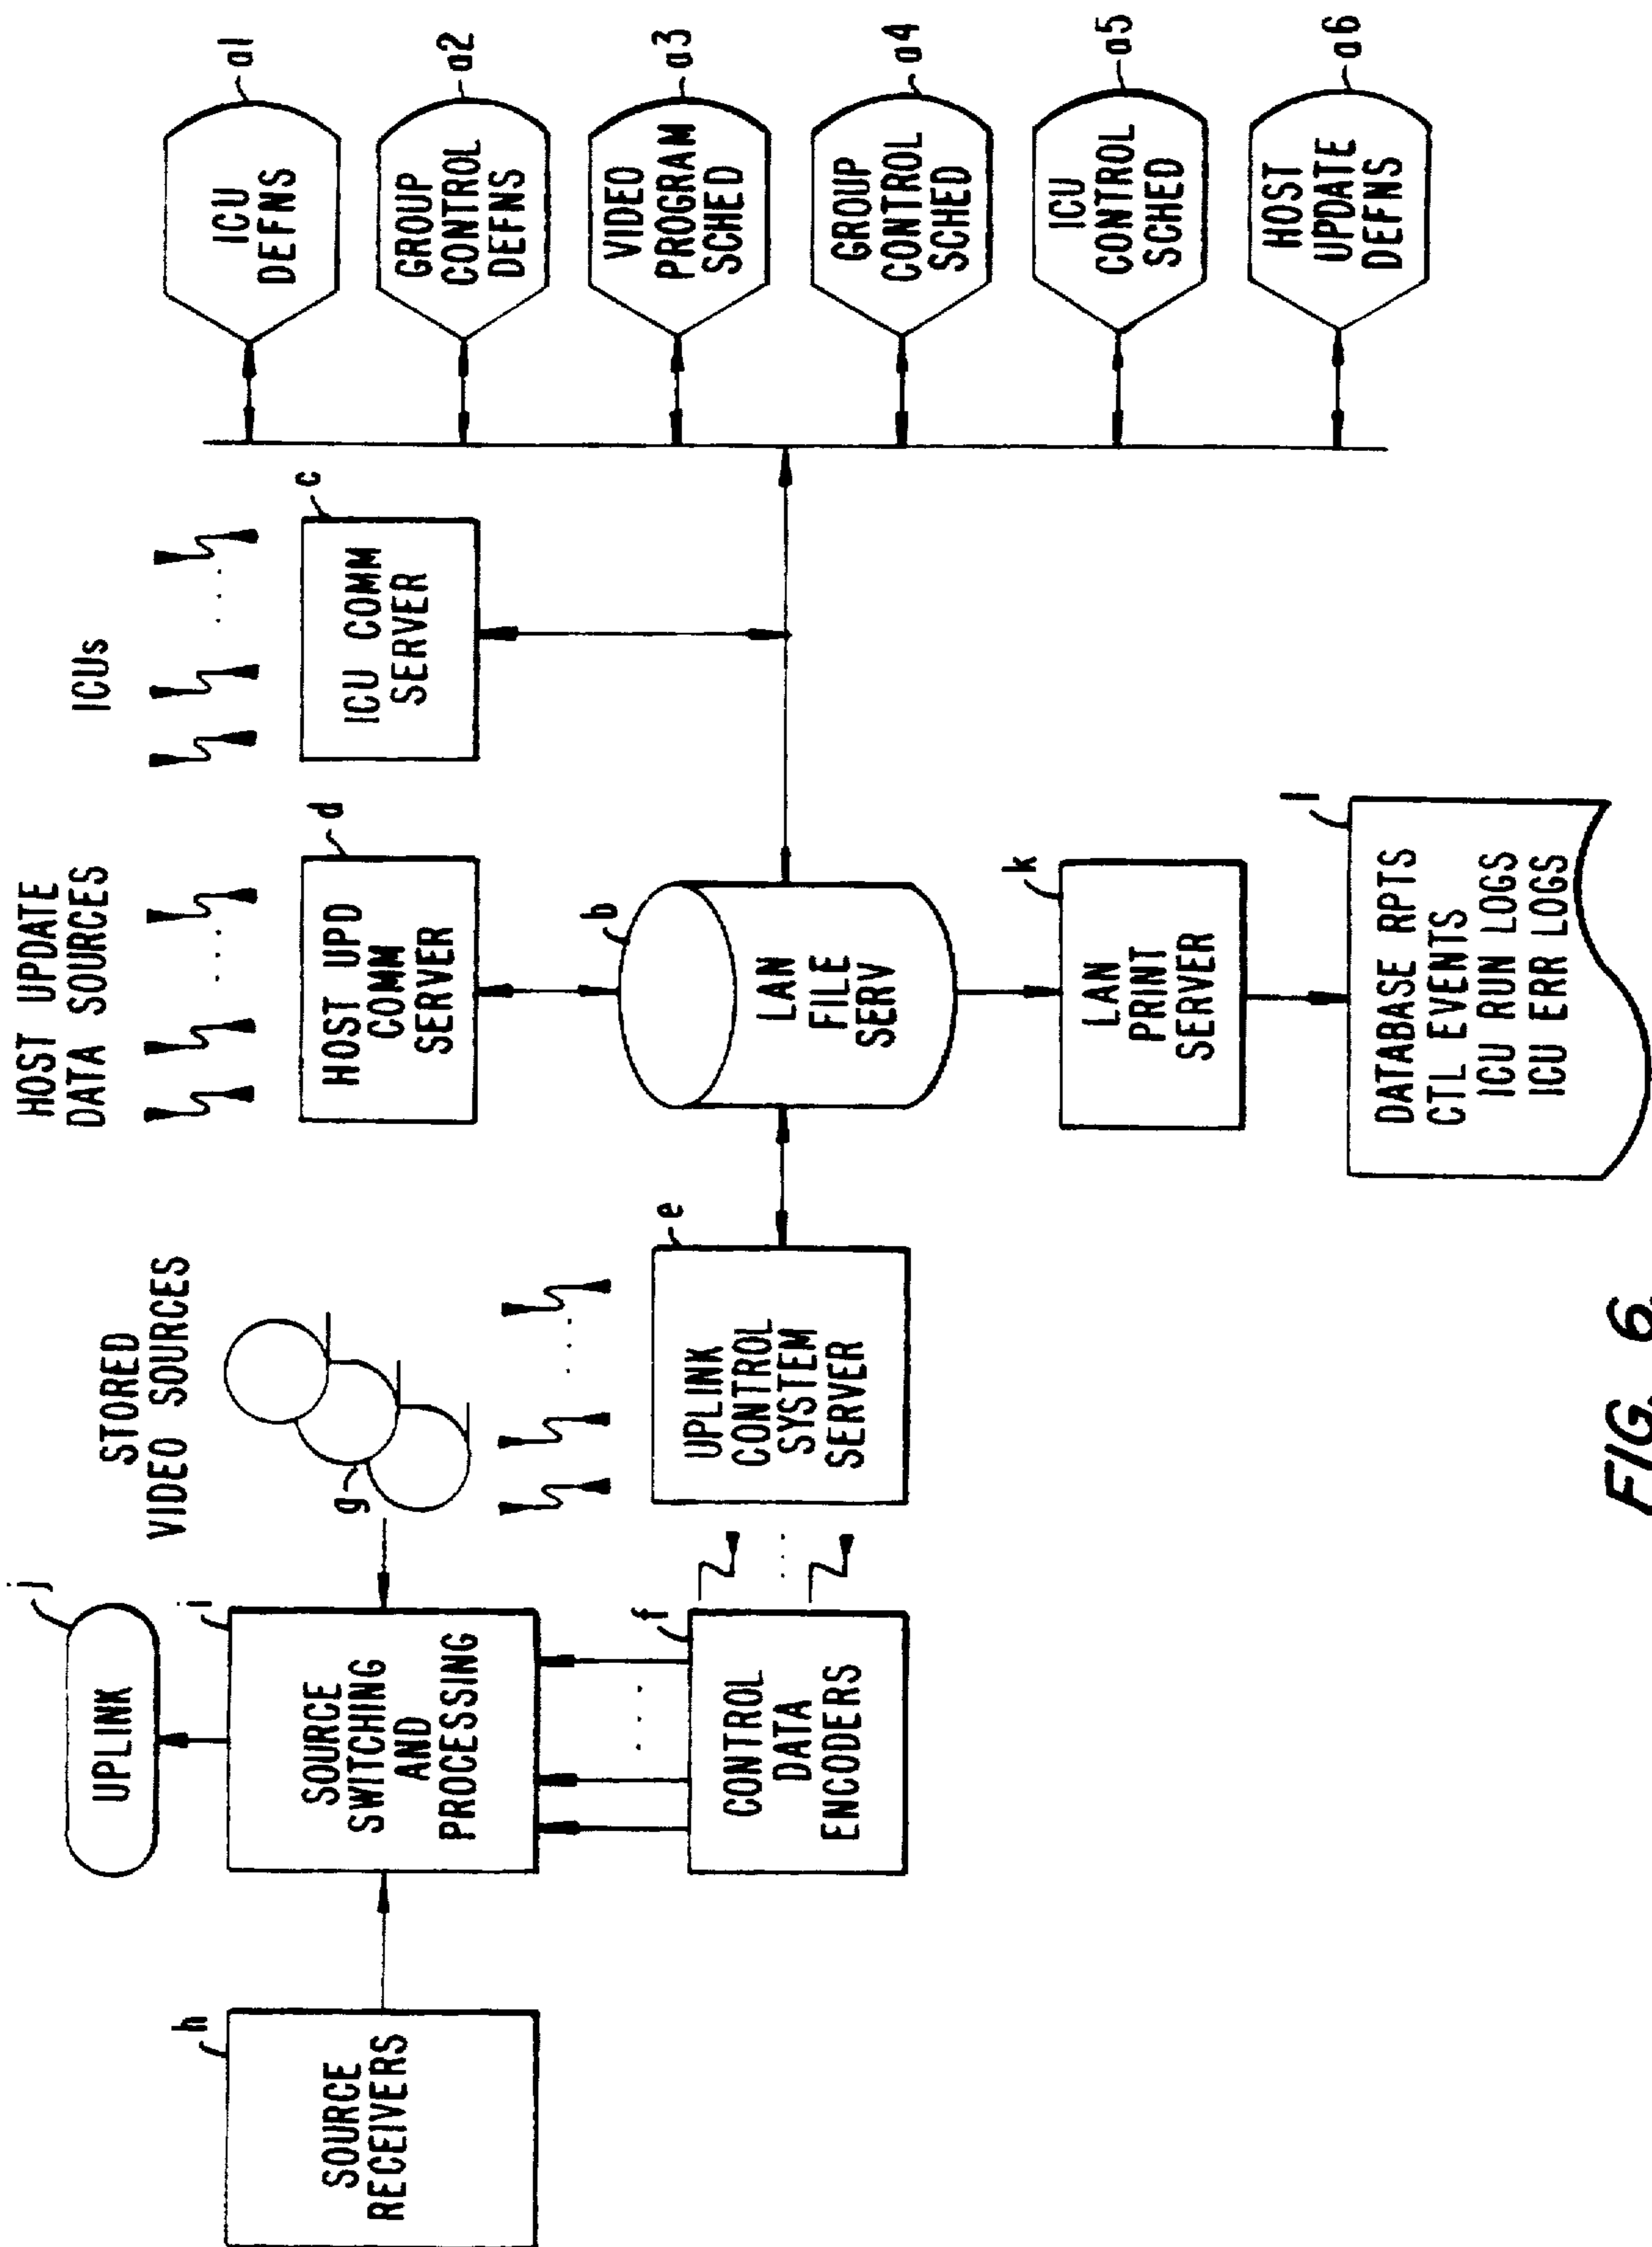 HOST UPDATE
DATA SOURCES
ICUs
STORED
VIDEO SOURCES
j
UPLINK
h
SOURCE
RECEIVERS
i
SOURCE
SWITCHING
AND
PROCESSING
g
f
CONTROL
DATA
ENCODERS
e
UPLINK
CONTROL
SYSTEM
SERVER
d
HOST UPD
COMM
SERVER
c
ICU COMM
SERVER
b
LAN
FILE
SERV
k
LAN
PRINT
SERVER
l
DATABASE RPTS
CTL EVENTS
ICU RUN LOGS
ICU ERR LOGS
a1
ICU
DEFNS
a2
GROUP
CONTROL
DEFNS
a3
VIDEO
PROGRAM
SCHED
a4
GROUP
CONTROL
SCHED
a5
ICU
CONTROL
SCHED
a6
HOST
UPDATE
DEFNS
FIG. 6